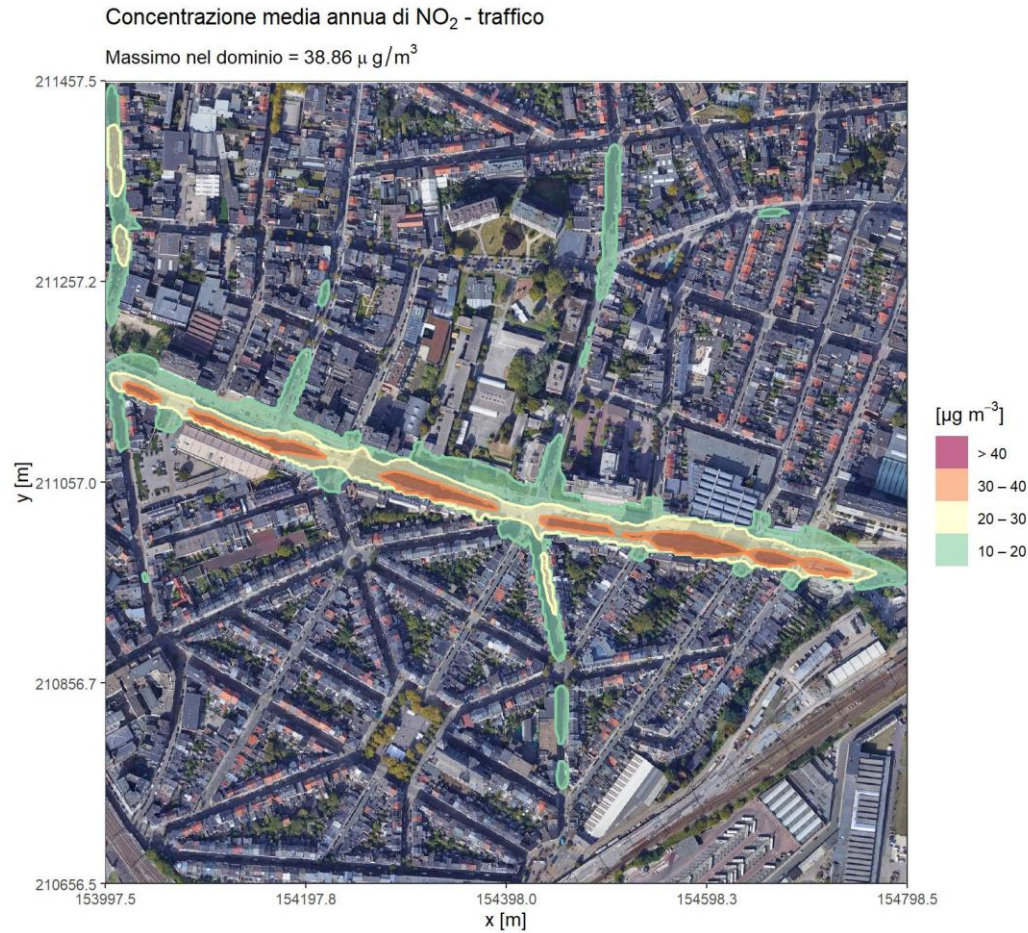 Concentrazione media annua di NO₂ - traffico
Massimo nel dominio = 38.86 μ g/m³
211457.5
211257.2
211057.0
210856.7
210656.5
y [m]
153997.5
154197.8
154398.0
154598.3
154798.5
x [m]
[μg m⁻³]
> 40
30 – 40
20 – 30
10 – 20